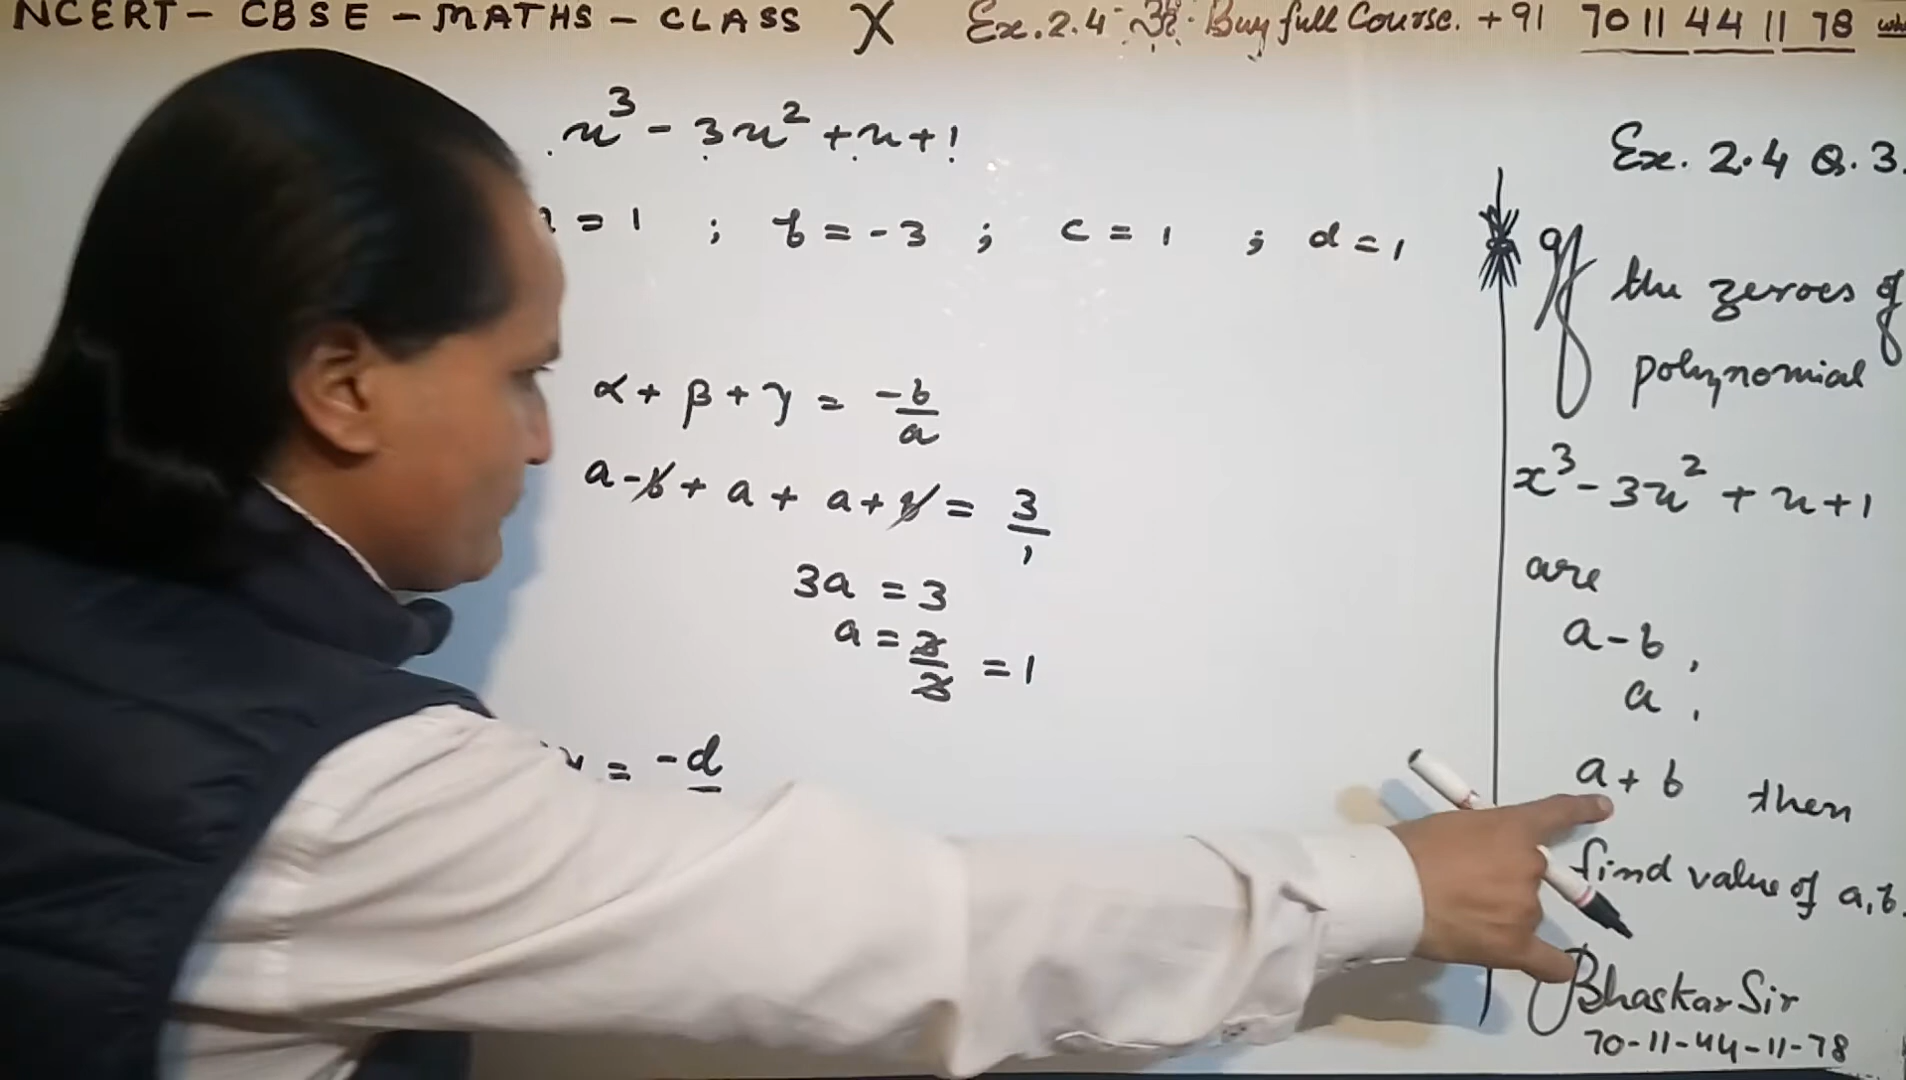 NCERT - CBSE - MATHS - CLASS X Ex. 2.4 Buy full Course. +91 70 11 44 11 78
x³ - 3x² + x + 1
= 1 ; b = -3 ; c = 1 ; d = 1
α + β + γ = -b/a
a - b + a + a + b = 3/1
3a = 3
a = 3/3 = 1
= -d
Ex. 2.4 Q.3.
If the zeroes of
polynomial
x³ - 3x² + x + 1
are
a - b,
a,
a + b then
find value of a, b.
Bhaskar Sir
70-11-44-11-78